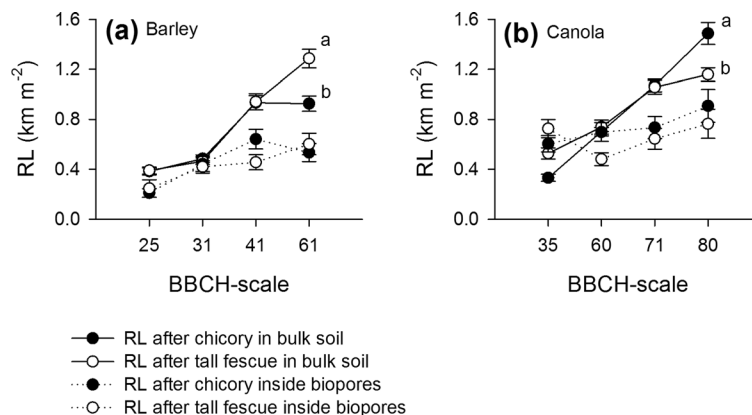 (a) Barley
a
b
RL (km m-2)
1.6
1.2
0.8
0.4
0.0
25 31 41 61
BBCH-scale
(b) Canola
a
b
RL (km m-2)
1.6
1.2
0.8
0.4
0.0
35 60 71 80
BBCH-scale
RL after chicory in bulk soil
RL after tall fescue in bulk soil
RL after chicory inside biopores
RL after tall fescue inside biopores